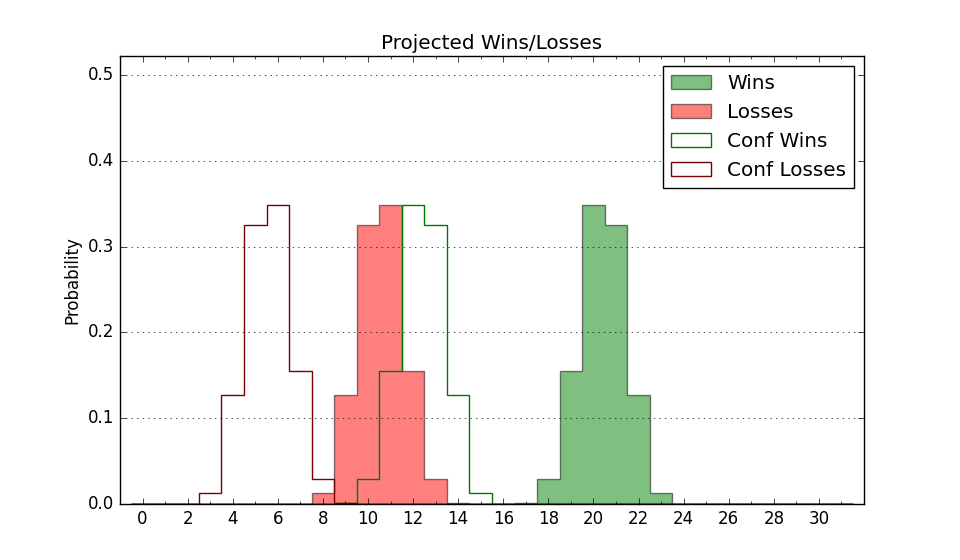 Projected Wins/Losses
0.5
0.4
0.3
0.2
0.1
0.0
Probability
Wins
Losses
Conf Wins
Conf Losses
0 2 4 6 8 10 12 14 16 18 20 22 24 26 28 30